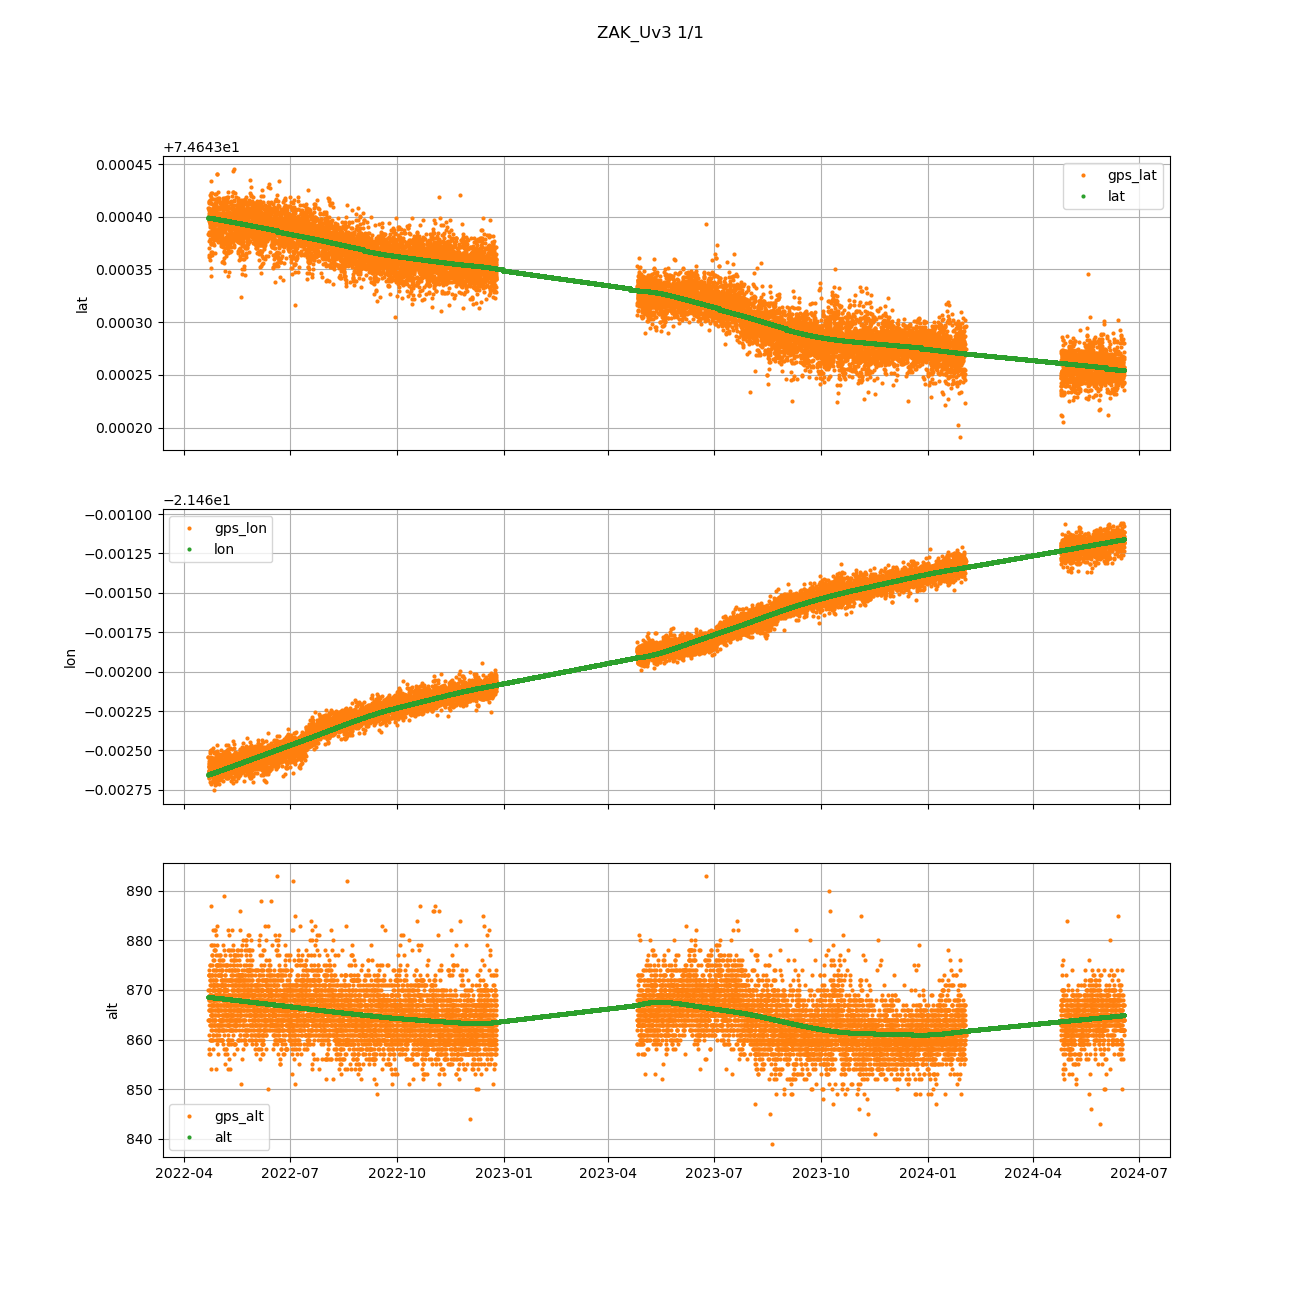 ZAK_Uv3 1/1
+7.4643e1
0.00045
0.00040
0.00035
0.00030
0.00025
0.00020
lat
gps_lat
lat
−2.146e1
−0.00100
−0.00125
−0.00150
−0.00175
−0.00200
−0.00225
−0.00250
−0.00275
lon
gps_lon
lon
890
880
870
860
850
840
alt
gps_alt
alt
2022-04 2022-07 2022-10 2023-01 2023-04 2023-07 2023-10 2024-01 2024-04 2024-07